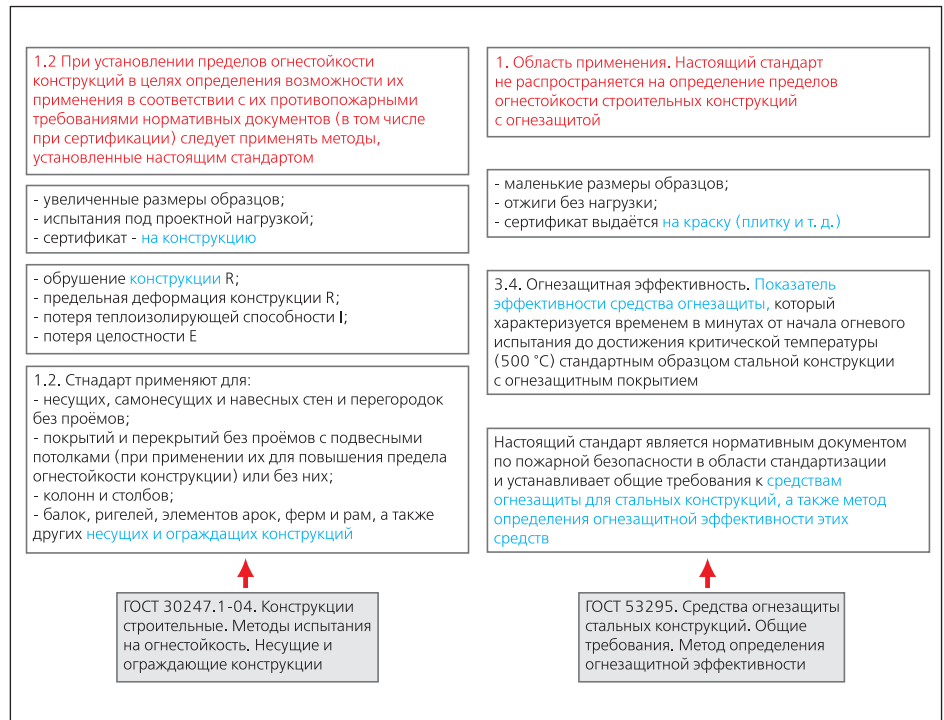 1.2 При установлении пределов огнестойкости
конструкций в целях определения возможности их
применения в соответствии с их противопожарными
требованиями нормативных документов (в том числе
при сертификации) следует применять методы,
установленные настоящим стандартом
- увеличенные размеры образцов;
- испытания под проектной нагрузкой;
- сертификат - на конструкцию
- обрушение конструкции R;
- предельная деформация конструкции R;
- потеря теплоизолирующей способности I;
- потеря целостности E
1.2. Стнадарт применяют для:
- несущих, самонесущих и навесных стен и перегородок
без проёмов;
- покрытий и перекрытий без проёмов с подвесными
потолками (при применении их для повышения предела
огнестойкости конструкции) или без них;
- колонн и столбов;
- балок, ригелей, элементов арок, ферм и рам, а также
других несущих и ограждащих конструкций
ГОСТ 30247.1-04. Конструкции
строительные. Методы испытания
на огнестойкость. Несущие и
ограждающие конструкции
1. Область применения. Настоящий стандарт
не распространяется на определение пределов
огнестойкости строительных конструкций
с огнезащитой
- маленькие размеры образцов;
- отжиги без нагрузки;
- сертификат выдаётся на краску (плитку и т. д.)
3.4. Огнезащитная эффективность. Показатель
эффективности средства огнезащиты, который
характеризуется временем в минутах от начала огневого
испытания до достижения критической температуры
(500 °C) стандартным образцом стальной конструкции
с огнезащитным покрытием
Настоящий стандарт является нормативным документом
по пожарной безопасности в области стандартизации
и устанавливает общие требования к средствам
огнезащиты для стальных конструкций, а также метод
определения огнезащитной эффективности этих
средств
ГОСТ 53295. Средства огнезащиты
стальных конструкций. Общие
требования. Метод определения
огнезащитной эффективности